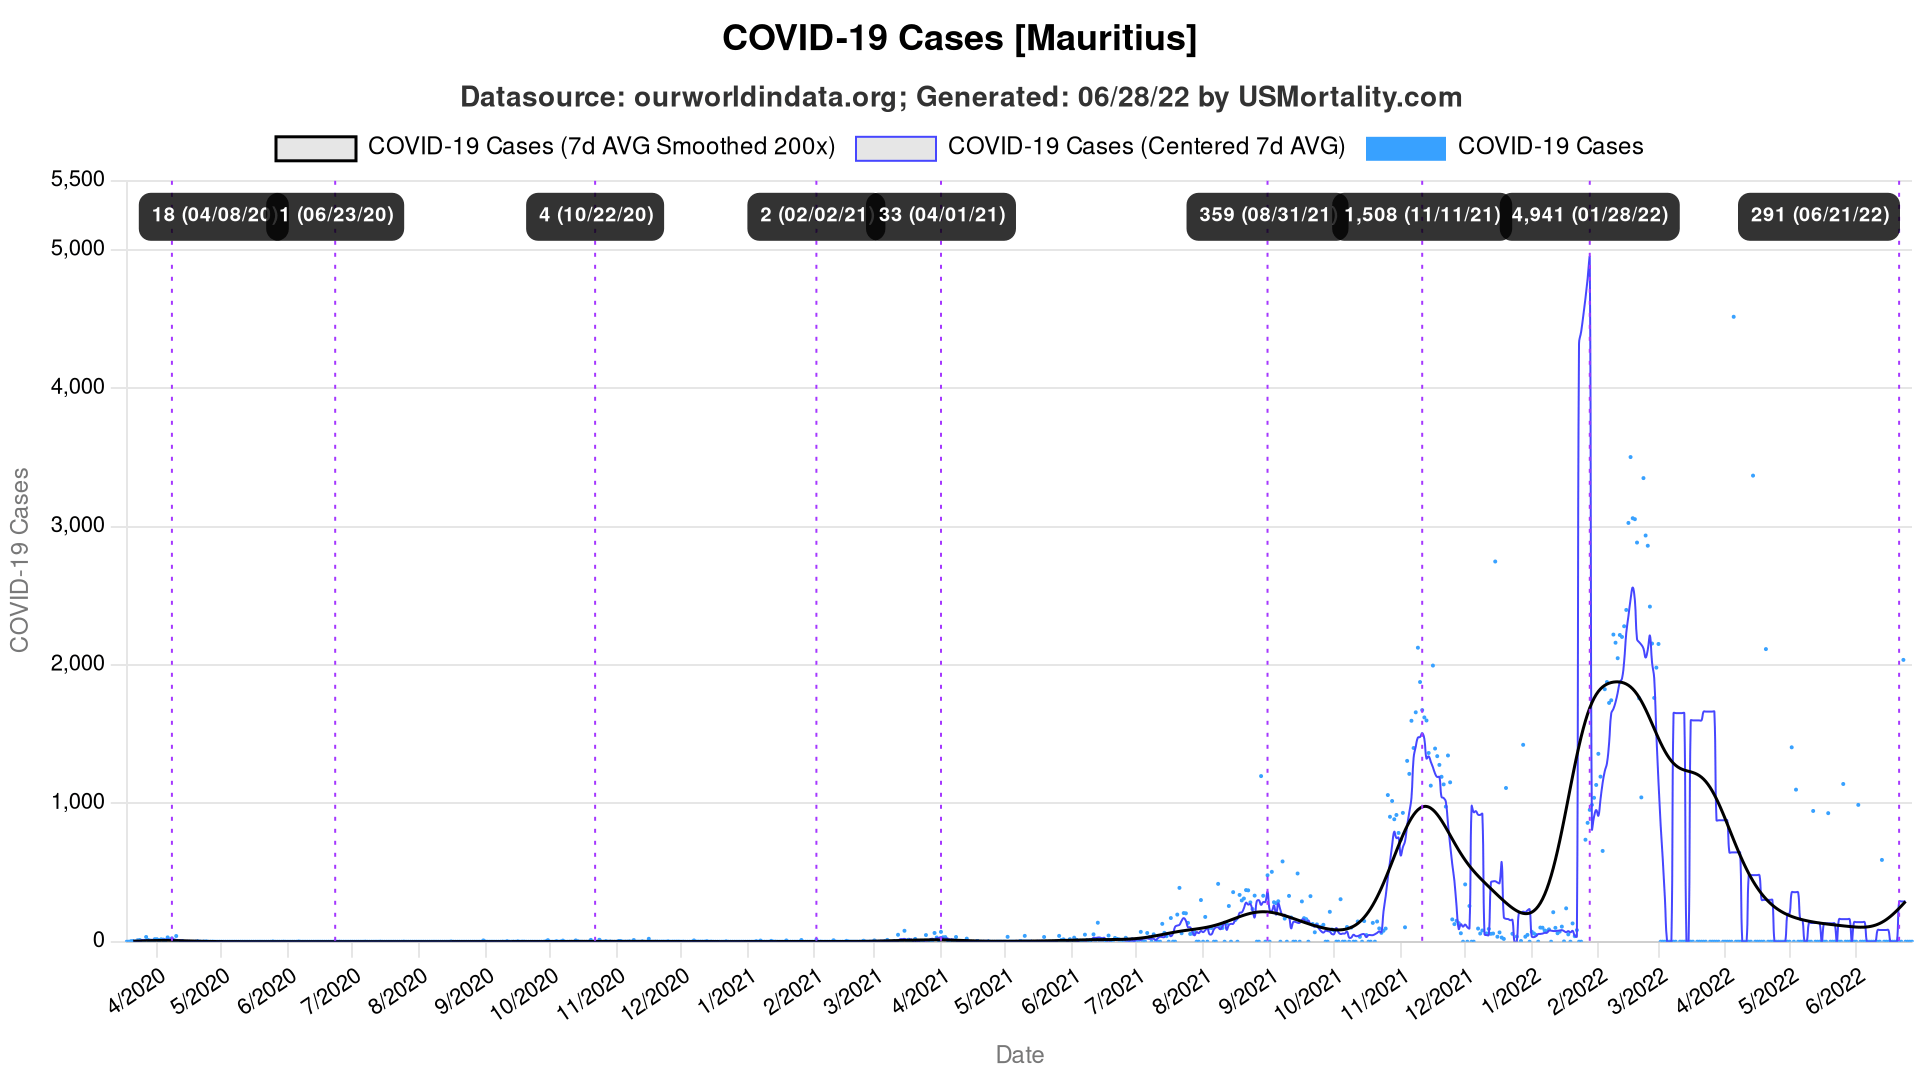 COVID-19 Cases [Mauritius]
Datasource: ourworldindata.org; Generated: 06/28/22 by USMortality.com
COVID-19 Cases (7d AVG Smoothed 200x) COVID-19 Cases (Centered 7d AVG) COVID-19 Cases
5,500
18 (04/08/20) 1 (06/23/20) 4 (10/22/20) 2 (02/02/21) 33 (04/01/21) 359 (08/31/21) 1,508 (11/11/21) 4,941 (01/28/22) 291 (06/21/22)
5,000
4,000
3,000
2,000
1,000
0
COVID-19 Cases
4/2020 5/2020 6/2020 7/2020 8/2020 9/2020 10/2020 11/2020 12/2020 1/2021 2/2021 3/2021 4/2021 5/2021 6/2021 7/2021 8/2021 9/2021 10/2021 11/2021 12/2021 1/2022 2/2022 3/2022 4/2022 5/2022 6/2022
Date